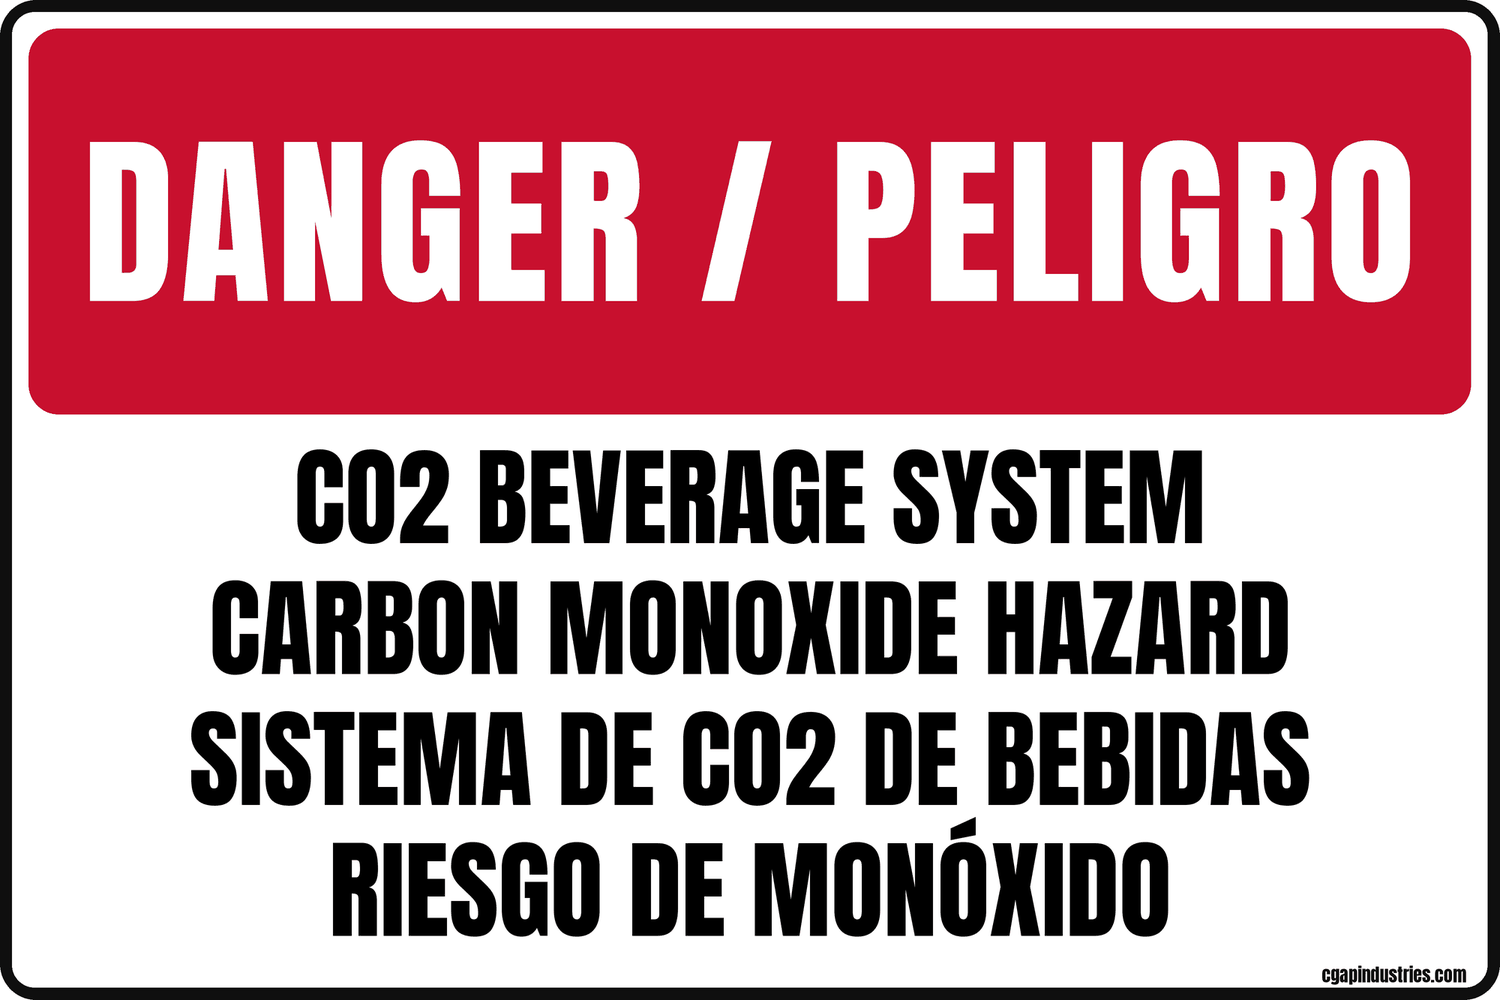 DANGER / PELIGRO
CO2 BEVERAGE SYSTEM
CARBON MONOXIDE HAZARD
SISTEMA DE CO2 DE BEBIDAS
RIESGO DE MONÓXIDO
cgapindustries.com